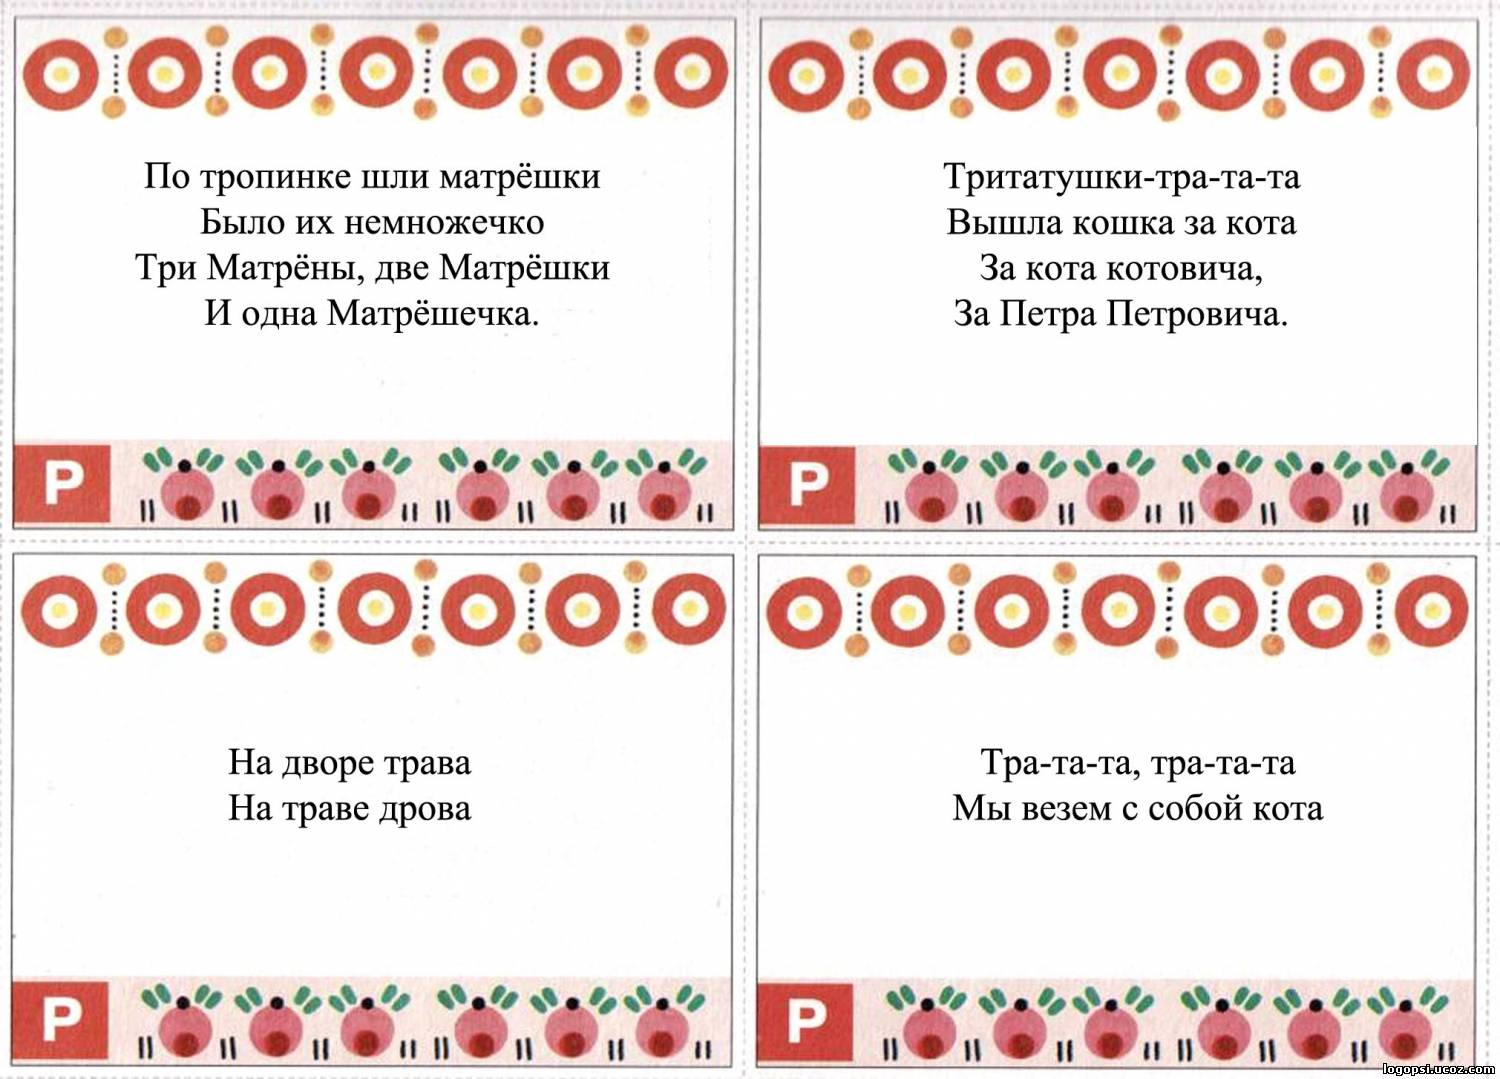 По тропинке шли матрёшки
Было их немножечко
Три Матрёны, две Матрёшки
И одна Матрёшечка.
Р
Тритатушки-тра-та-та
Вышла кошка за кота
За кота котовича,
За Петра Петровича.
Р
На дворе трава
На траве дрова
Р
Тра-та-та, тра-та-та
Мы везем с собой кота
Р
logopsi.ucoz.com